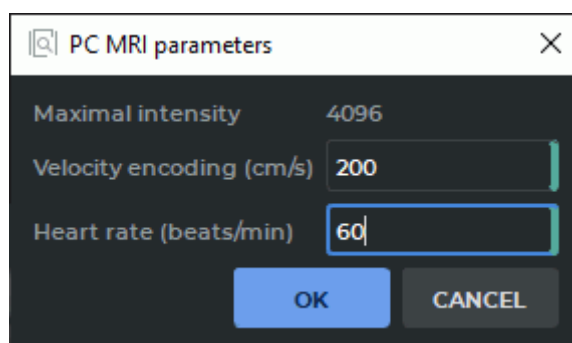 PC MRI parameters
Maximal intensity 4096
Velocity encoding (cm/s) 200
Heart rate (beats/min) 60
OK CANCEL